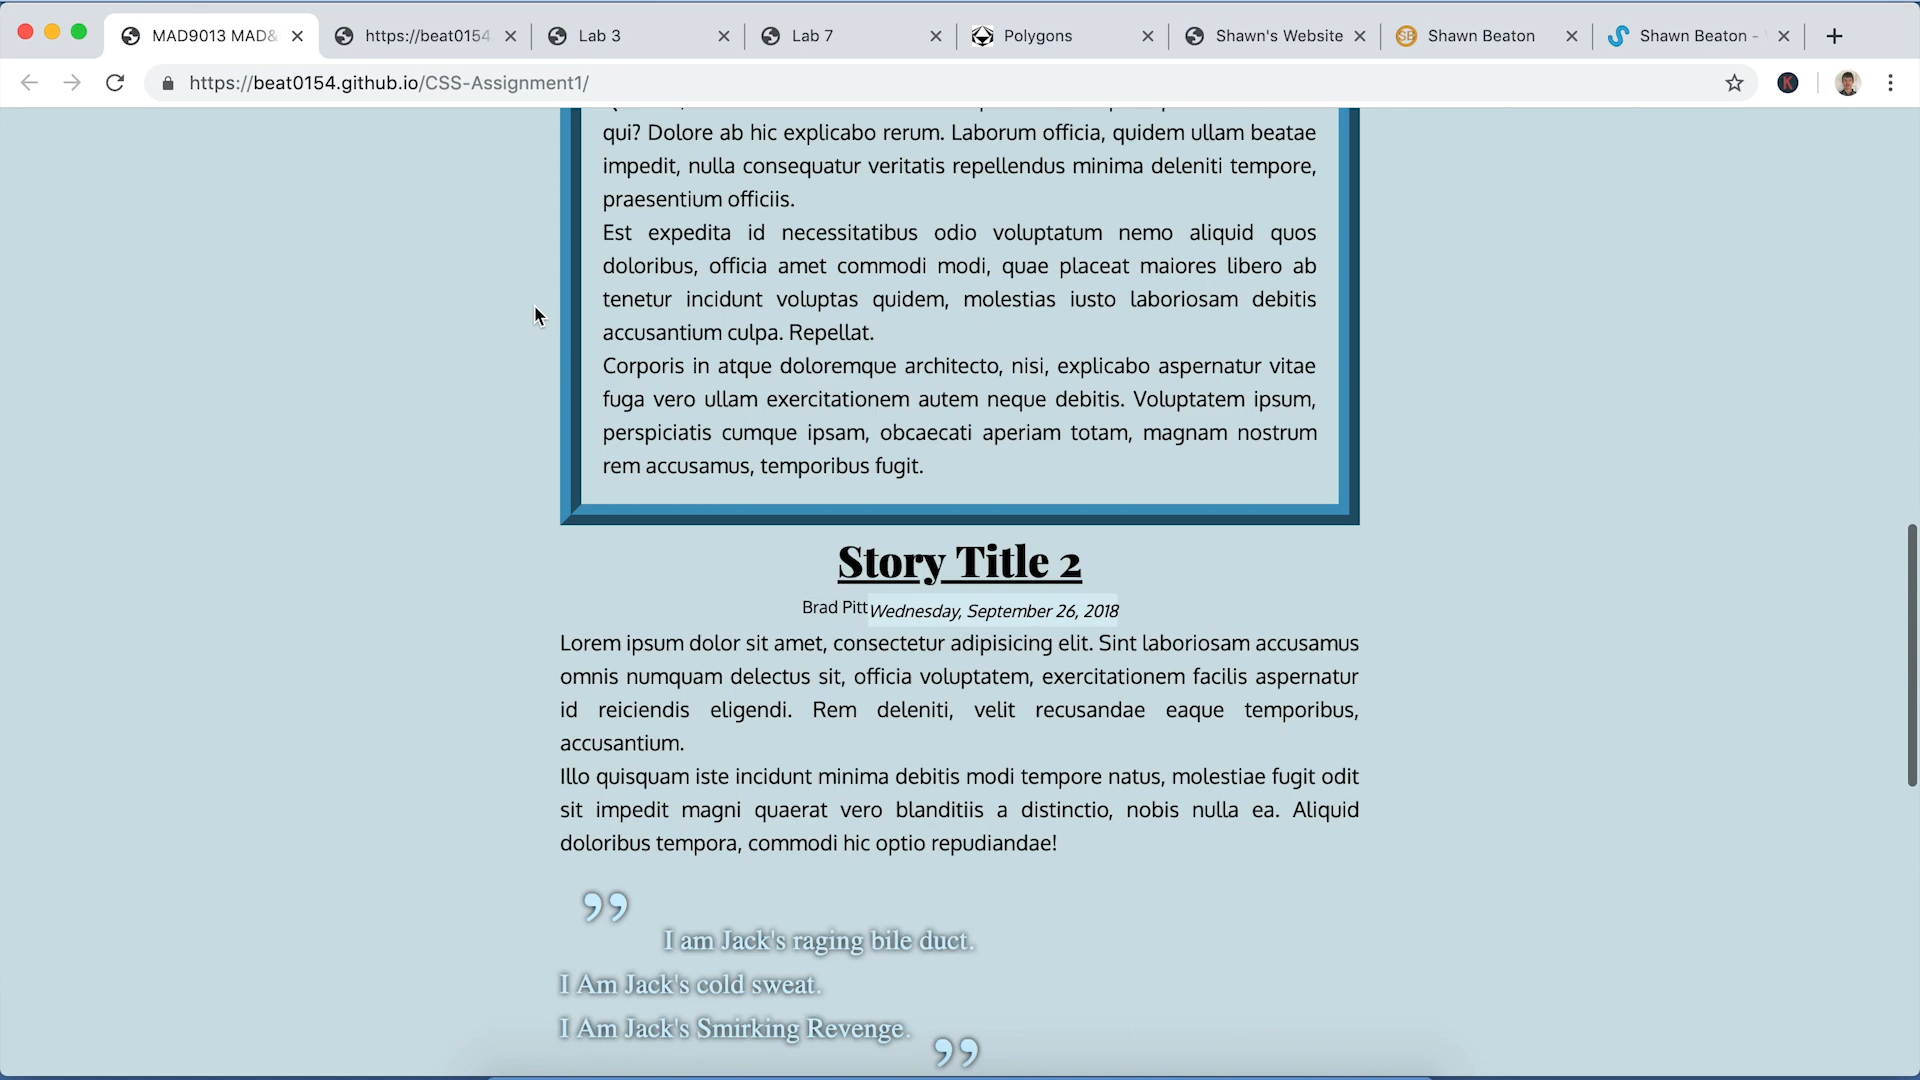 MAD9013 MAD&
https://beat0154.
Lab 3
Lab 7
Polygons
Shawn's Website
SE
Shawn Beaton
Shawn Beaton -
https://beat0154.github.io/CSS-Assignment1/
K
qui? Dolore ab hic explicabo rerum. Laborum officia, quidem ullam beatae
impedit, nulla consequatur veritatis repellendus minima deleniti tempore,
praesentium officiis.
Est expedita id necessitatibus odio voluptatum nemo aliquid quos
doloribus, officia amet commodi modi, quae placeat maiores libero ab
tenetur incidunt voluptas quidem, molestias iusto laboriosam debitis
accusantium culpa. Repellat.
Corporis in atque doloremque architecto, nisi, explicabo aspernatur vitae
fuga vero ullam exercitationem autem neque debitis. Voluptatem ipsum,
perspiciatis cumque ipsam, obcaecati aperiam totam, magnam nostrum
rem accusamus, temporibus fugit.
Story Title 2
Brad Pitt Wednesday, September 26, 2018
Lorem ipsum dolor sit amet, consectetur adipisicing elit. Sint laboriosam accusamus
omnis numquam delectus sit, officia voluptatem, exercitationem facilis aspernatur
id reiciendis eligendi. Rem deleniti, velit recusandae eaque temporibus,
accusantium.
Illo quisquam iste incidunt minima debitis modi tempore natus, molestiae fugit odit
sit impedit magni quaerat vero blanditiis a distinctio, nobis nulla ea. Aliquid
doloribus tempora, commodi hic optio repudiandae!
”
I am Jack's raging bile duct.
I Am Jack's cold sweat.
I Am Jack's Smirking Revenge.
”